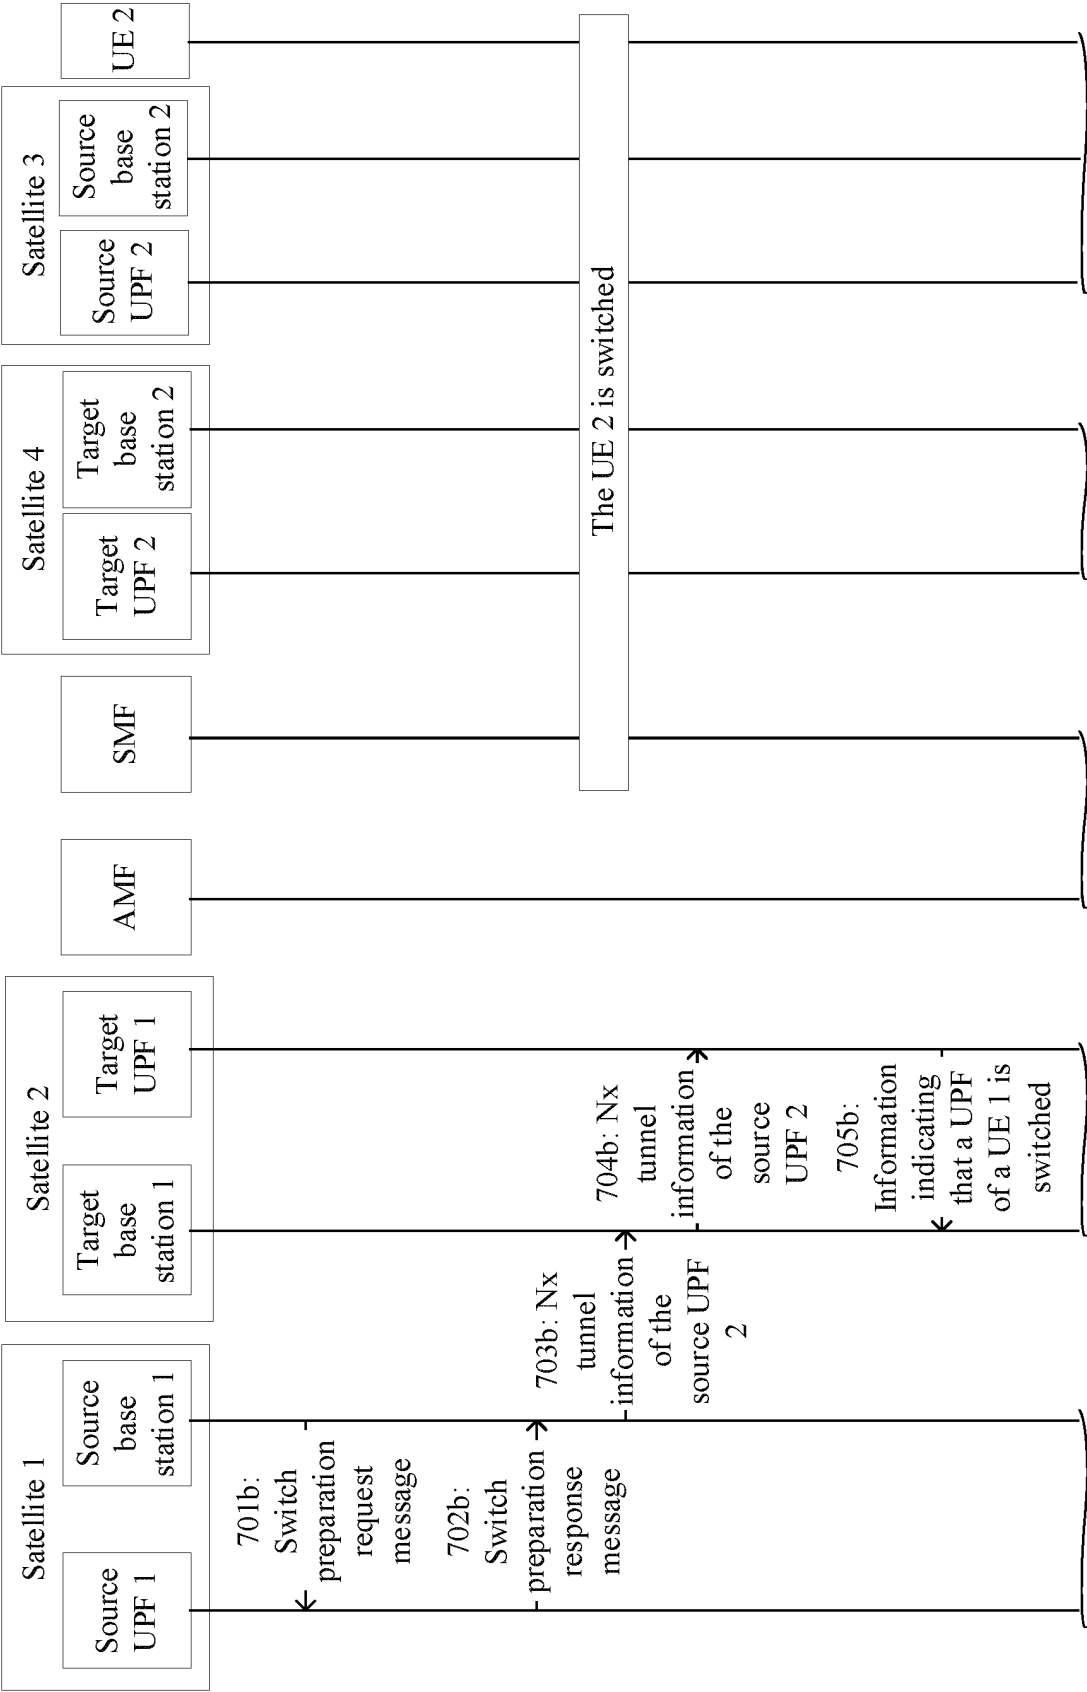 Satellite 1
Source
UPF 1
Source
base
station 1
Satellite 2
Target
base
station 1
Target
UPF 1
AMF
SMF
Satellite 4
Target
UPF 2
Target
base
station 2
Satellite 3
Source
UPF 2
Source
base
station 2
UE 2
701b:
Switch
preparation
request
message
702b:
Switch
preparation
response
message
703b: Nx
tunnel
information
of the
source UPF
2
The UE 2 is switched
704b: Nx
tunnel
information
of the
source
UPF 2
705b:
Information
indicating
that a UPF
of a UE 1 is
switched